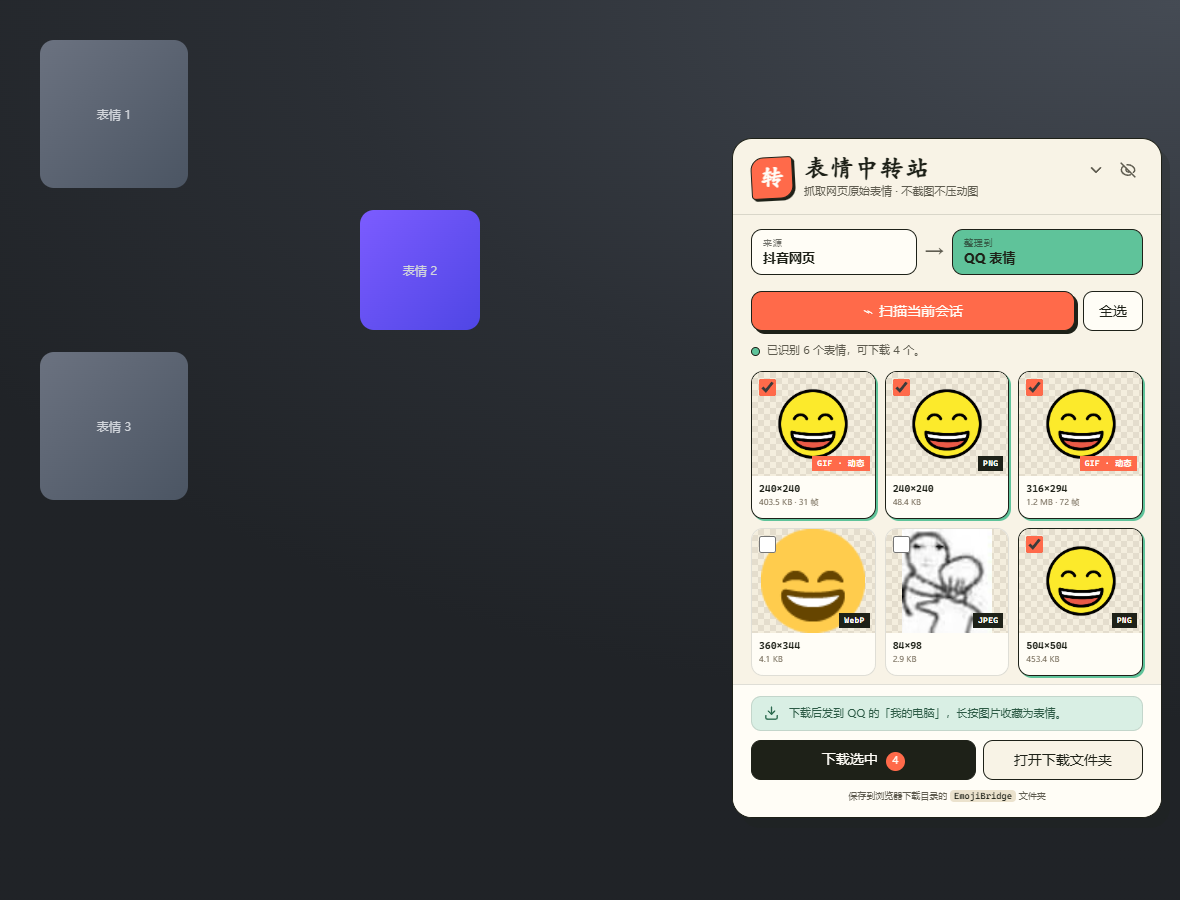 表情 1
表情 2
表情 3
转
表情中转站
抓取网页原始表情 · 不截图不压动图
来源
抖音网页
→
整理到
QQ 表情
扫描当前会话
全选
已识别 6 个表情，可下载 4 个。
GIF · 动态
240×240
403.5 KB · 31 帧
PNG
240×240
48.4 KB
GIF · 动态
316×294
1.2 MB · 72 帧
WebP
360×344
4.1 KB
JPEG
84×98
2.9 KB
PNG
504×504
453.4 KB
下载后发到 QQ 的「我的电脑」，长按图片收藏为表情。
下载选中 4
打开下载文件夹
保存到浏览器下载目录的 EmojiBridge 文件夹